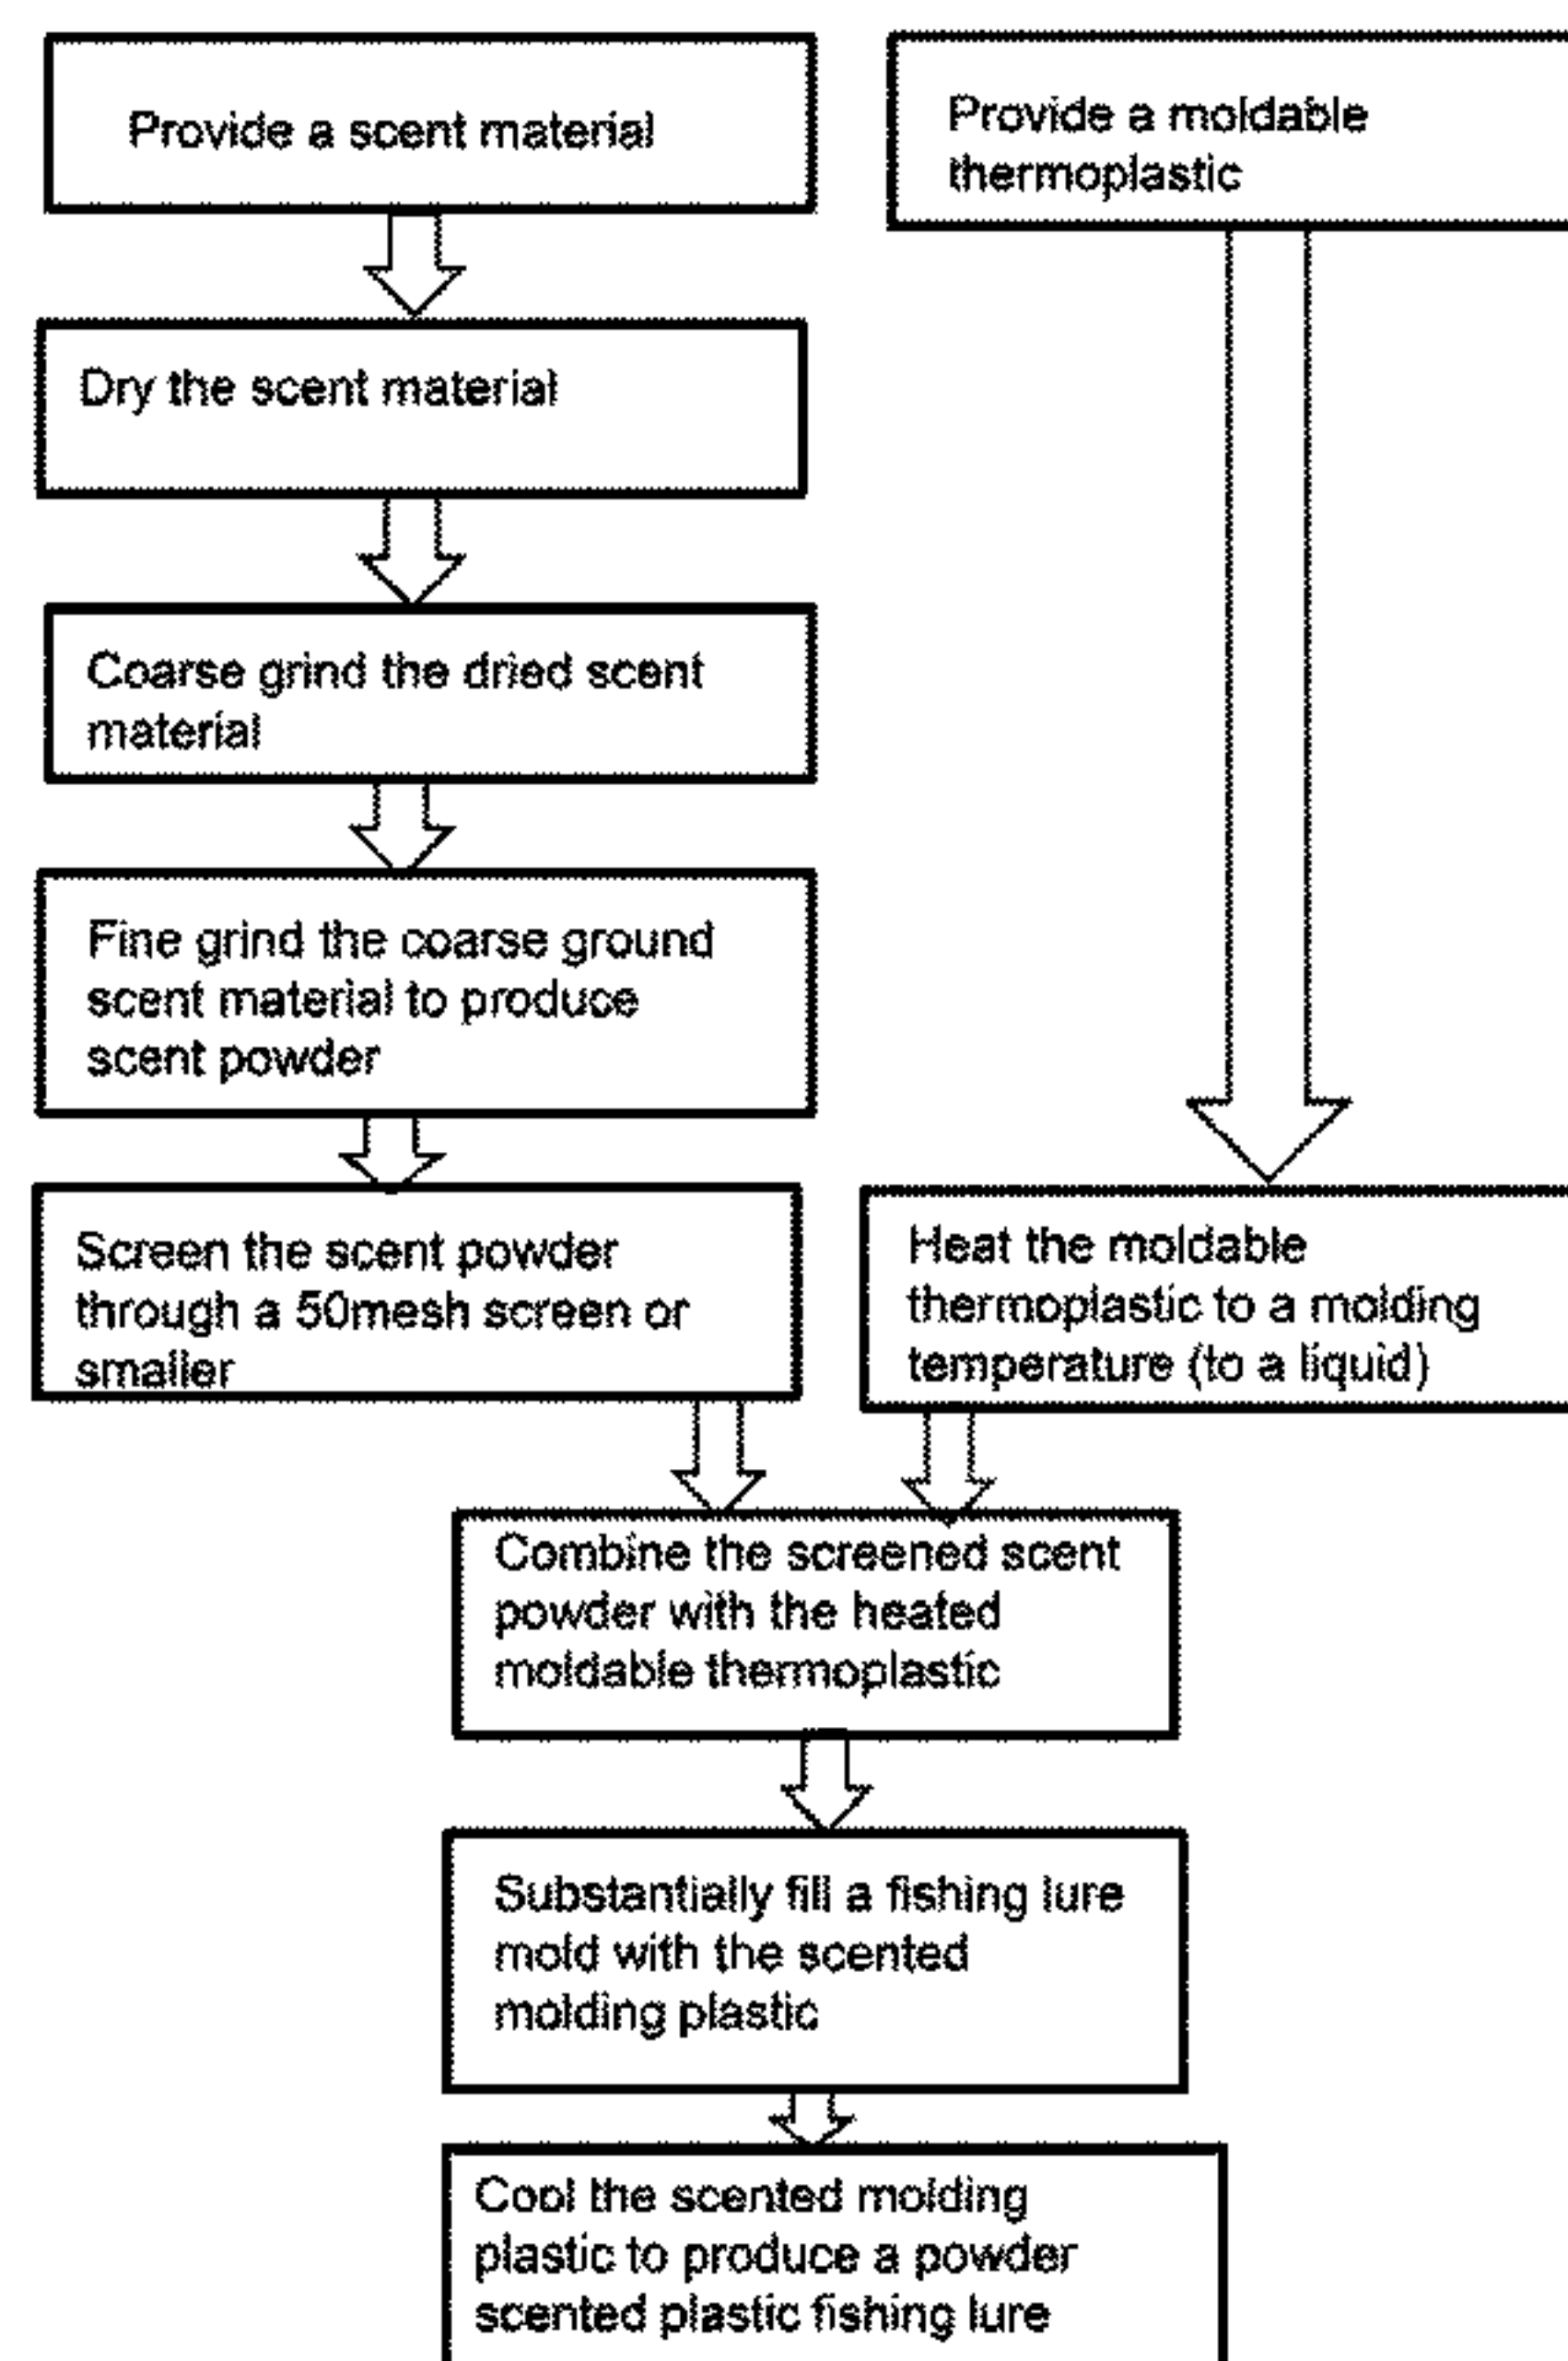 Provide a scent material
Provide a moldable
thermoplastic
Dry the scent material
Coarse grind the dried scent
material
Fine grind the coarse ground
scent material to produce
scent powder
Screen the scent powder
through a 50mesh screen or
smaller
Heat the moldable
thermoplastic to a molding
temperature (to a liquid)
Combine the screened scent
powder with the heated
moldable thermoplastic
Substantially fill a fishing lure
mold with the scented
molding plastic
Cool the scented molding
plastic to produce a powder
scented plastic fishing lure